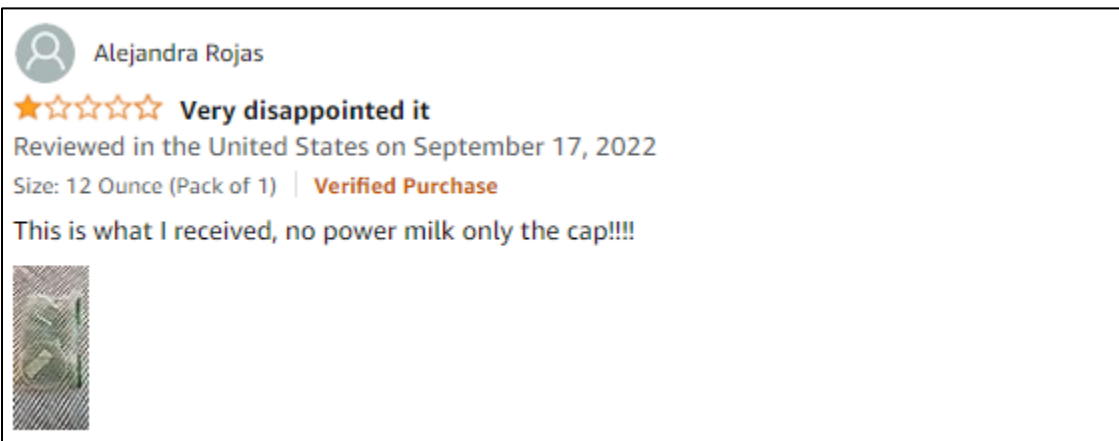 Alejandra Rojas
Very disappointed it
Reviewed in the United States on September 17, 2022
Size: 12 Ounce (Pack of 1) | Verified Purchase
This is what I received, no power milk only the cap!!!!